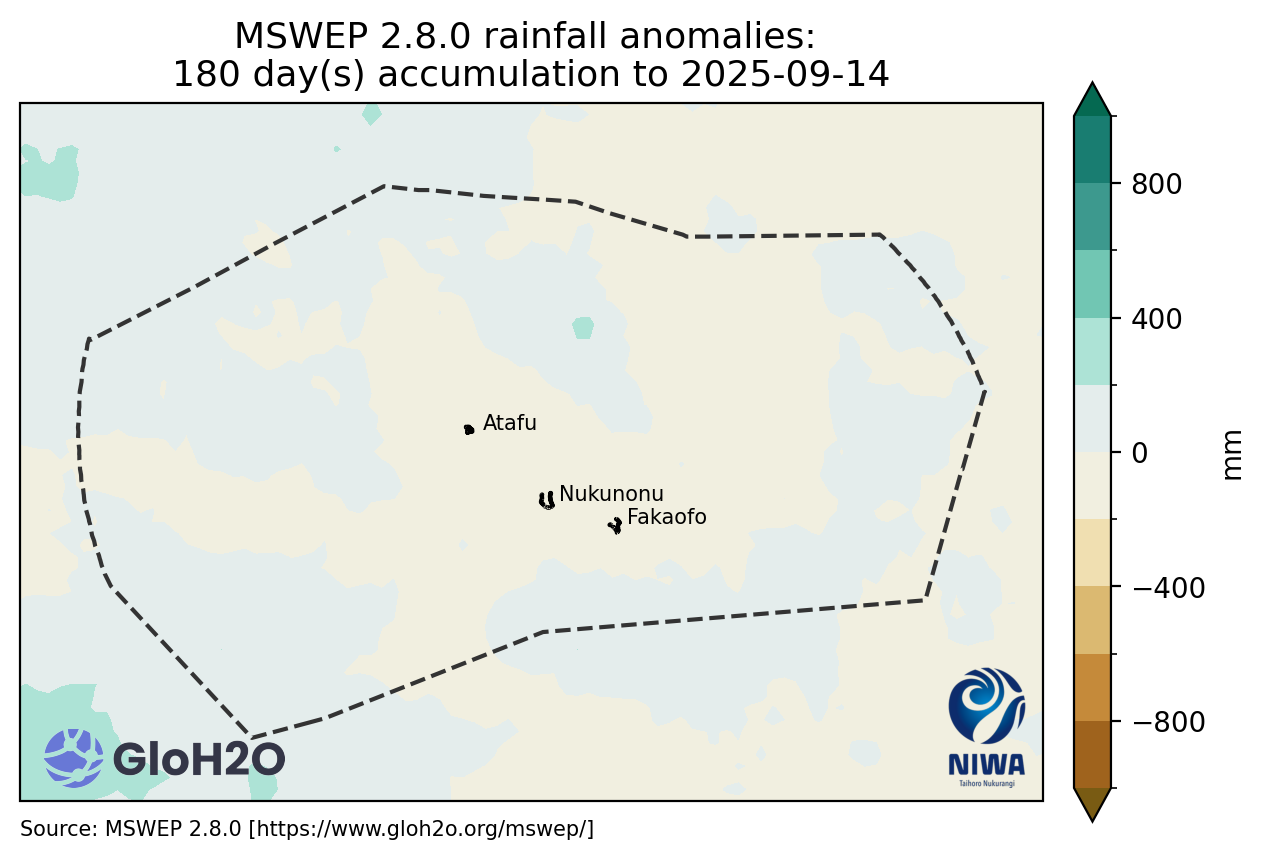 MSWEP 2.8.0 rainfall anomalies:
180 day(s) accumulation to 2025-09-14
800
400
0
−400
−800
mm
Atafu
Nukunonu
Fakaofo
GloH2O
NIWA
Taihoro Nukurangi
Source: MSWEP 2.8.0 [https://www.gloh2o.org/mswep/]